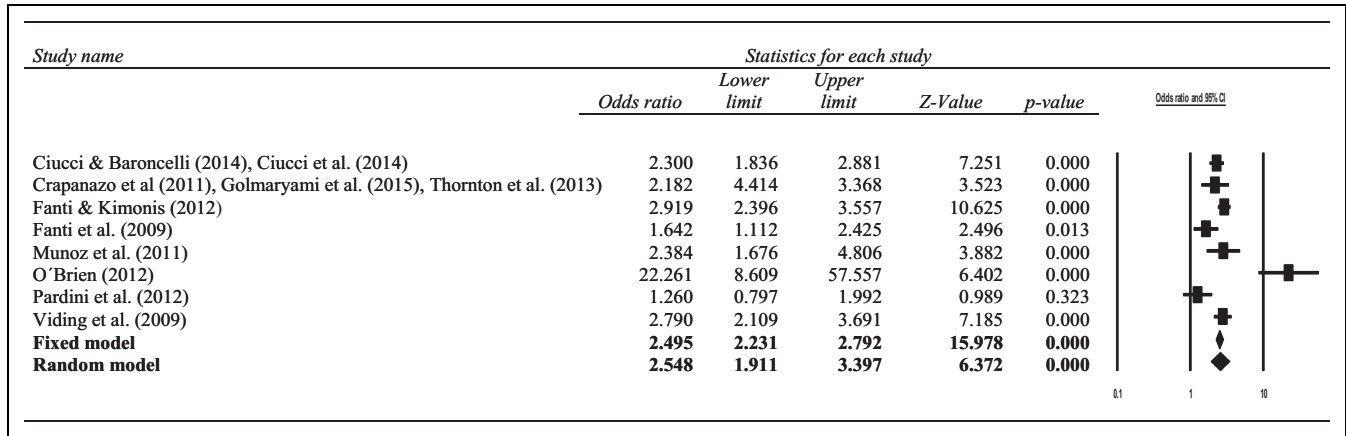 Study name Statistics for each study
Odds ratio Lower limit Upper limit Z-Value p-value Odds ratio and 95% CI
Ciucci & Baroncelli (2014), Ciucci et al. (2014) 2.300 1.836 2.881 7.251 0.000
Crapanazo et al (2011), Golmaryami et al. (2015), Thornton et al. (2013) 2.182 4.414 3.368 3.523 0.000
Fanti & Kimonis (2012) 2.919 2.396 3.557 10.625 0.000
Fanti et al. (2009) 1.642 1.112 2.425 2.496 0.013
Munoz et al. (2011) 2.384 1.676 4.806 3.882 0.000
O´Brien (2012) 22.261 8.609 57.557 6.402 0.000
Pardini et al. (2012) 1.260 0.797 1.992 0.989 0.323
Viding et al. (2009) 2.790 2.109 3.691 7.185 0.000
Fixed model 2.495 2.231 2.792 15.978 0.000
Random model 2.548 1.911 3.397 6.372 0.000
0.1 1 10